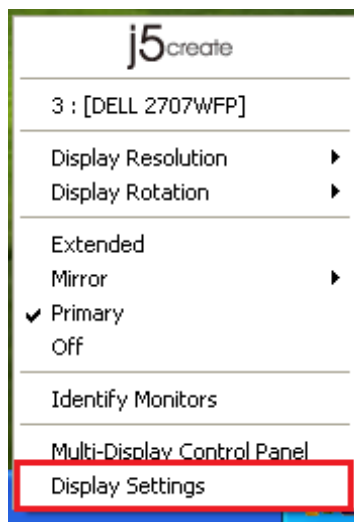 j5create
3 : [DELL 2707WFP]
Display Resolution
Display Rotation
Extended
Mirror
Primary
Off
Identify Monitors
Multi-Display Control Panel
Display Settings